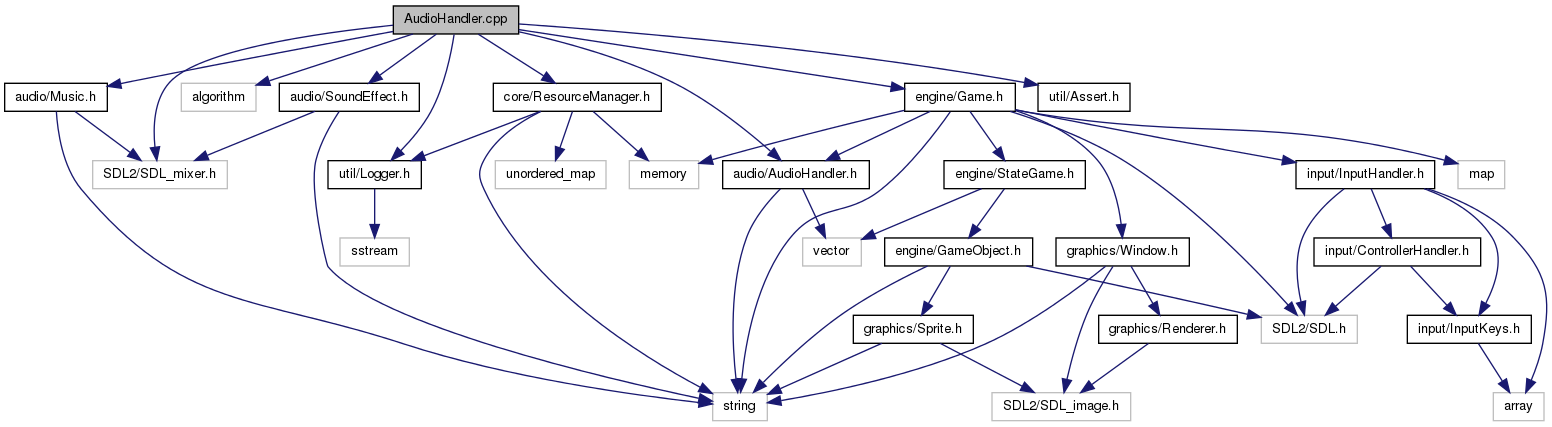 AudioHandler.cpp
audio/Music.h
algorithm
audio/SoundEffect.h
core/ResourceManager.h
engine/Game.h
util/Assert.h
SDL2/SDL_mixer.h
util/Logger.h
unordered_map
memory
audio/AudioHandler.h
engine/StateGame.h
input/InputHandler.h
map
sstream
vector
engine/GameObject.h
graphics/Window.h
input/ControllerHandler.h
graphics/Sprite.h
graphics/Renderer.h
SDL2/SDL.h
input/InputKeys.h
string
SDL2/SDL_image.h
array